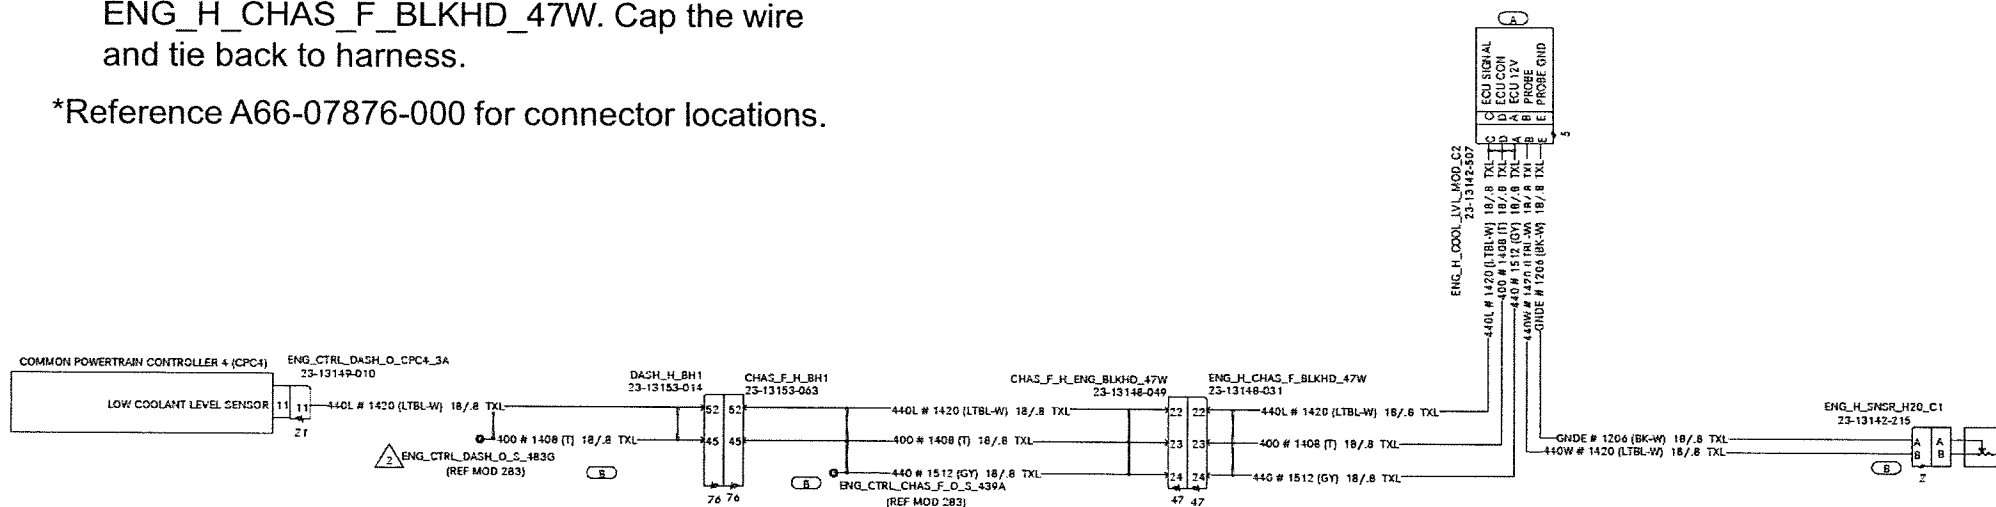 ENG_H_CHAS_F_BLKHD_47W. Cap the wire
and tie back to harness.
*Reference A66-07876-000 for connector locations.
A
C ECU SIGNAL
D ECU CON
A ECU 12V
B PROBE
E PROBE GND
C
D
A
B
E
5
ENG_H_COOL_LVL_MOD_C2
23-13142-507
440L # 1420 (LTBL-W) 18/.8 TXL
400 # 1408 (T) 18/.8 TXL
440 # 1512 (GY) 18/.8 TXL
440W # 1420 (LTBL-W) 18/.8 TXL
GNDE # 1206 (BK-W) 18/.8 TXL
COMMON POWERTRAIN CONTROLLER 4 (CPC4)
LOW COOLANT LEVEL SENSOR 11 11
21
ENG_CTRL_DASH_O_CPC4_3A
23-13149-010
440L # 1420 (LTBL-W) 18/.8 TXL
400 # 1408 (T) 18/.8 TXL
2
ENG_CTRL_DASH_O_S_483G
(REF MOD 283)
B
DASH_H_BH1
23-13153-014
CHAS_F_H_BH1
23-13153-063
52 52
45 45
76 76
440L # 1420 (LTBL-W) 18/.8 TXL
400 # 1408 (T) 18/.8 TXL
440 # 1512 (GY) 18/.8 TXL
B
ENG_CTRL_CHAS_F_O_S_439A
(REF MOD 283)
CHAS_F_H_ENG_BLKHD_47W
23-13148-049
ENG_H_CHAS_F_BLKHD_47W
23-13148-031
22 22
23 23
24 24
47 47
440L # 1420 (LTBL-W) 18/.8 TXL
400 # 1408 (T) 18/.8 TXL
440 # 1512 (GY) 18/.8 TXL
ENG_H_SNSR_H20_C1
23-13142-215
GNDE # 1206 (BK-W) 18/.8 TXL
440W # 1420 (LTBL-W) 18/.8 TXL
A A
B B
B
2